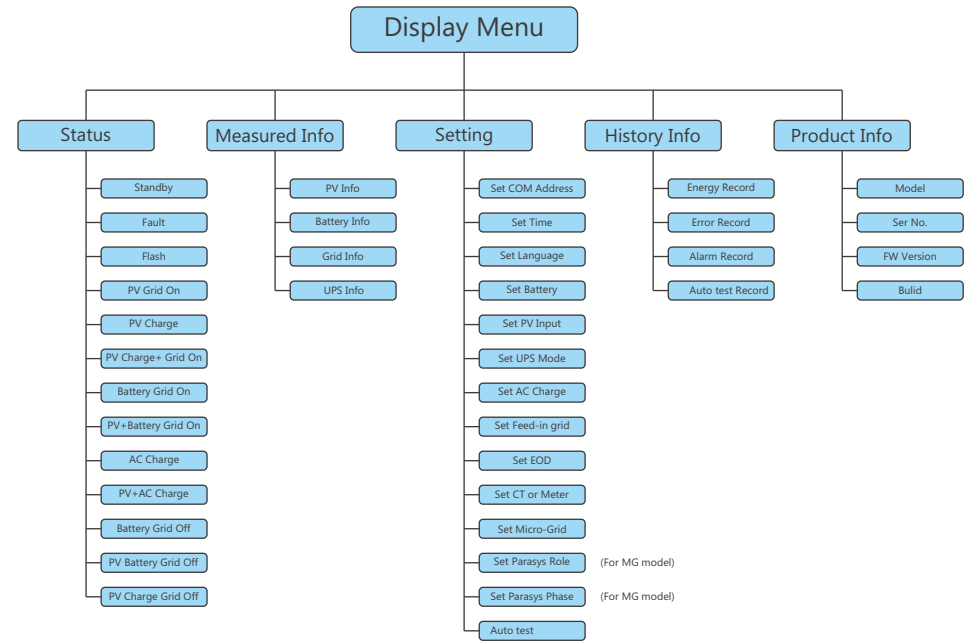 Display Menu
Status
Measured Info
Setting
History Info
Product Info
Standby
Fault
Flash
PV Grid On
PV Charge
PV Charge+ Grid On
Battery Grid On
PV+Battery Grid On
AC Charge
PV+AC Charge
Battery Grid Off
PV Battery Grid Off
PV Charge Grid Off
PV Info
Battery Info
Grid Info
UPS Info
Set COM Address
Set Time
Set Language
Set Battery
Set PV Input
Set UPS Mode
Set AC Charge
Set Feed-in grid
Set EOD
Set CT or Meter
Set Micro-Grid
Set Parasys Role (For MG model)
Set Parasys Phase (For MG model)
Auto test
Energy Record
Error Record
Alarm Record
Auto test Record
Model
Ser No.
FW Version
Bulid